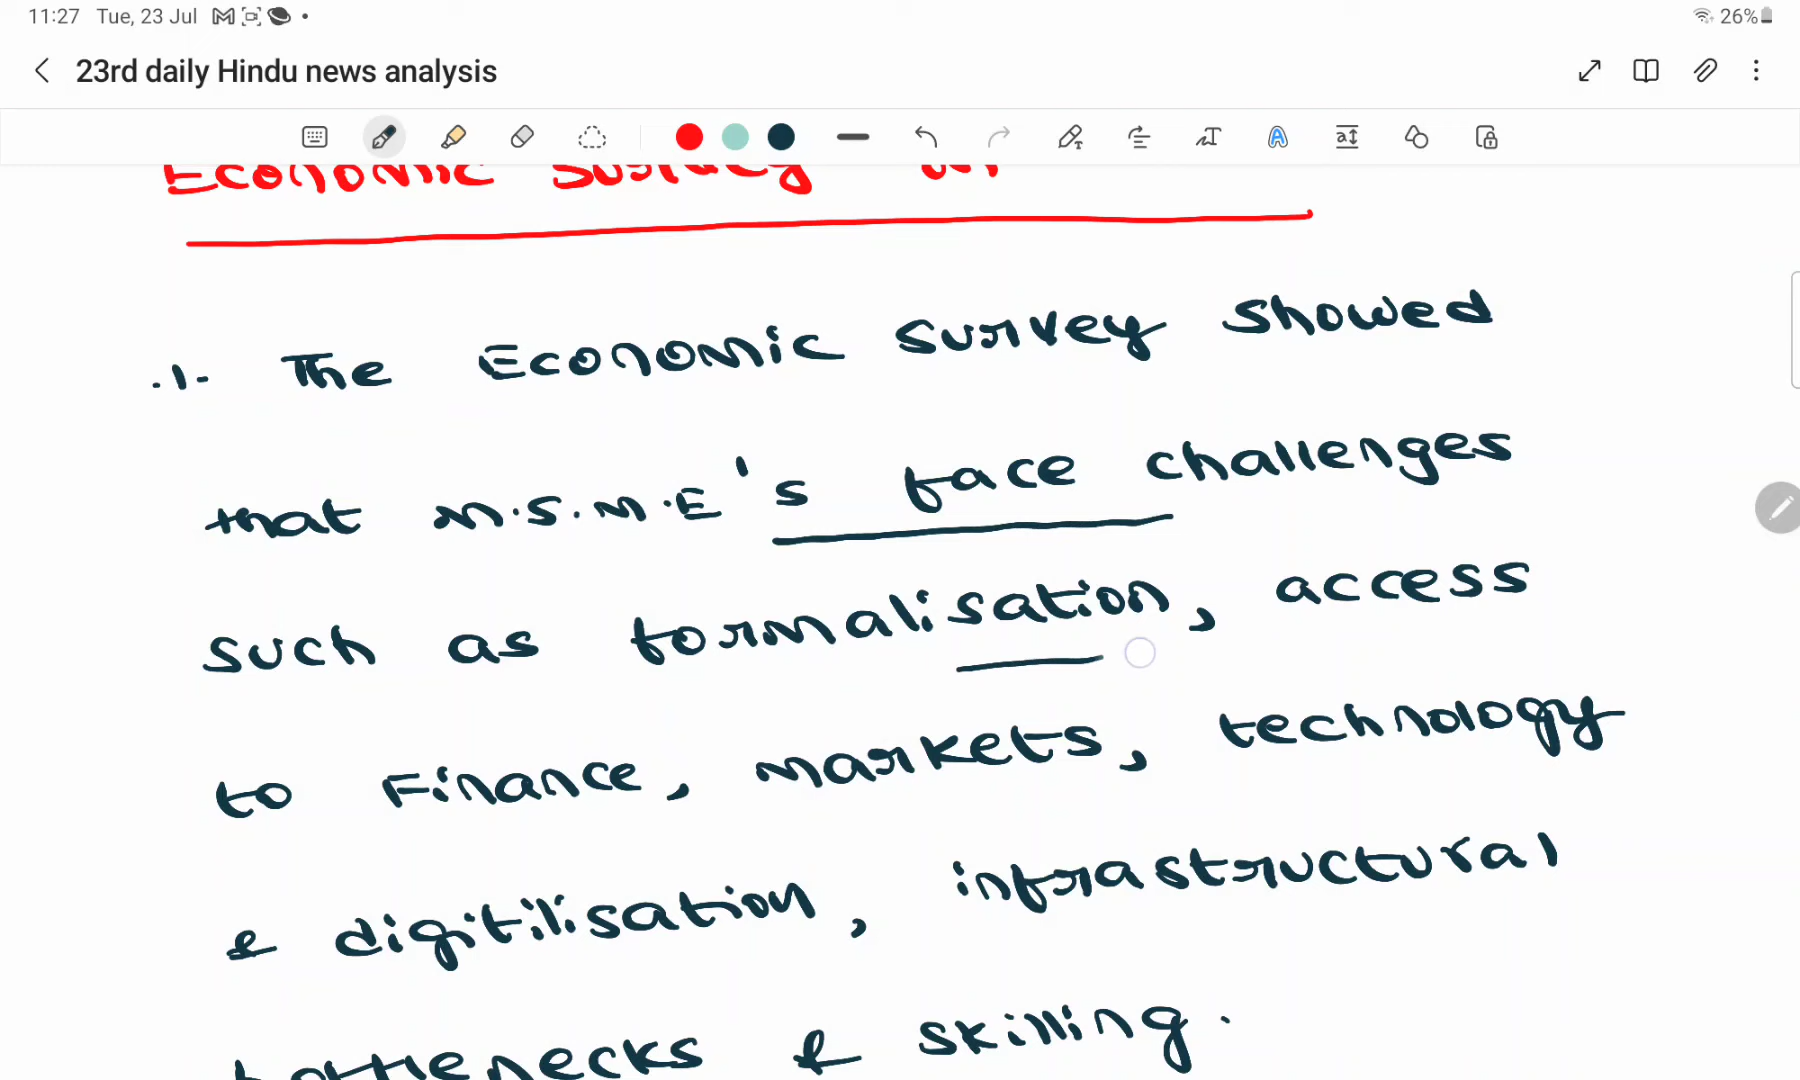 11:27 Tue, 23 Jul 26%
23rd daily Hindu news analysis
Economic Survey
.1. The Economic Survey showed
that M.S.M.E's face challenges
such as formalisation, access
to Finance, markets, technology
& digitilisation, infrastructural
bottlenecks & skilling.